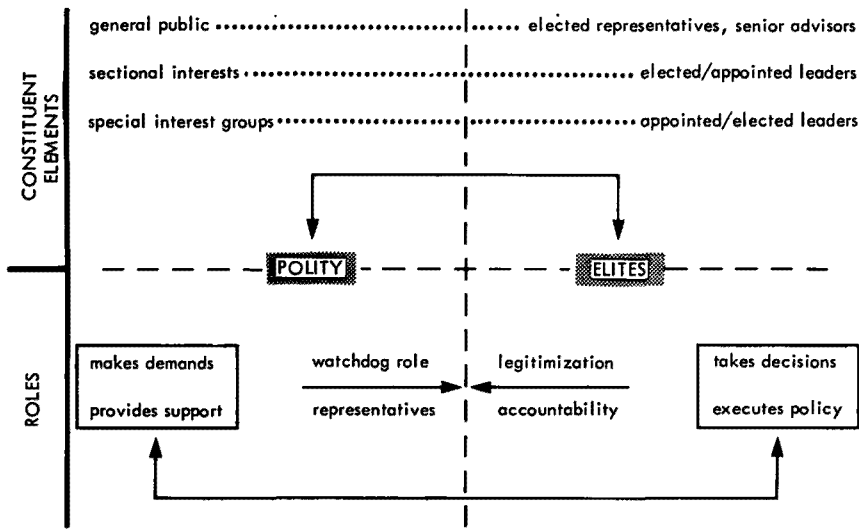 general public elected representatives, senior advisors
sectional interests elected/appointed leaders
special interest groups appointed/elected leaders
CONSTITUENT
ELEMENTS
POLITY ELITES
makes demands watchdog role legitimization takes decisions
provides support representatives accountability executes policy
ROLES